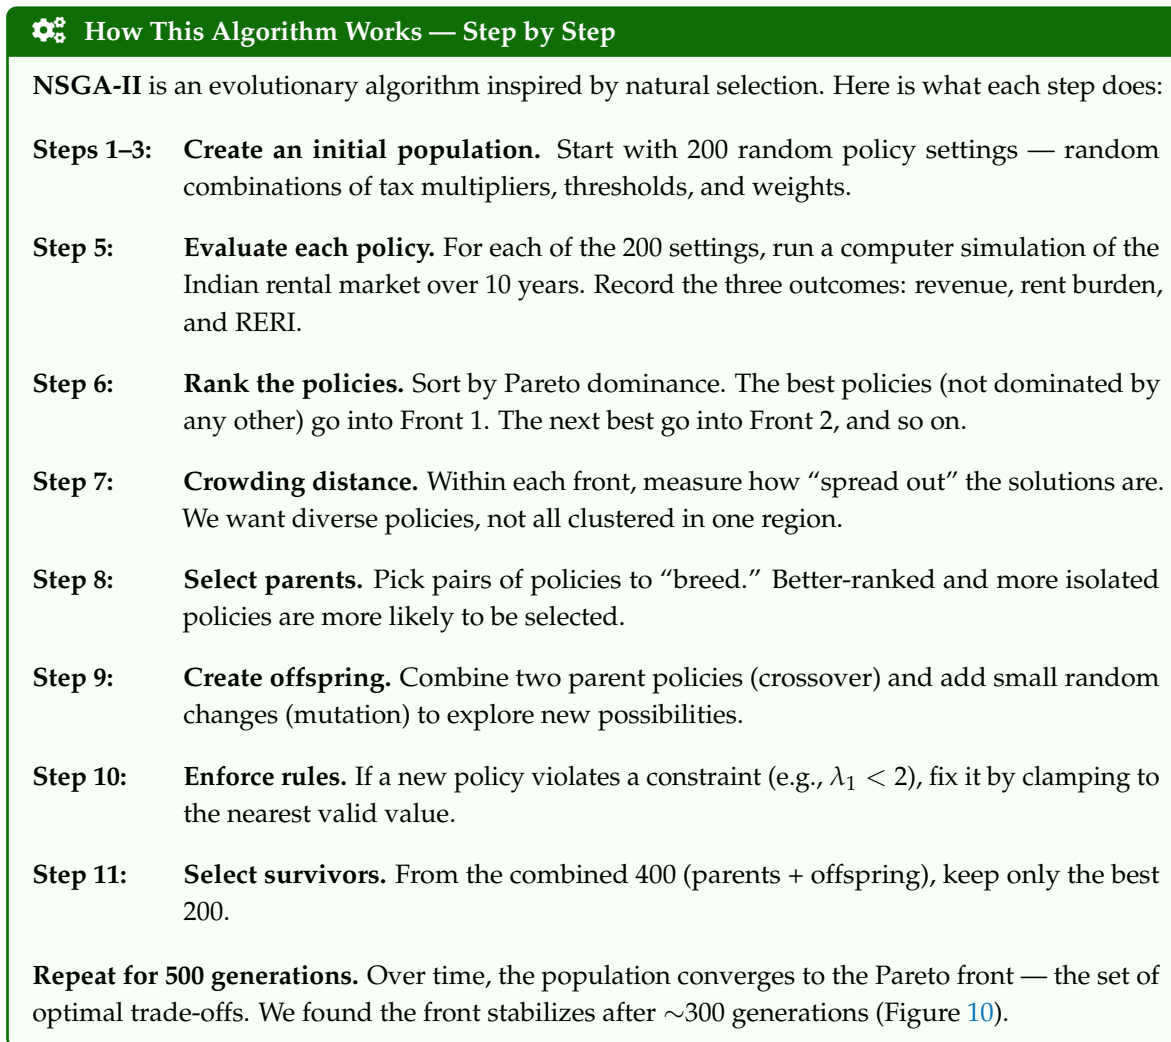 How This Algorithm Works — Step by Step
NSGA-II is an evolutionary algorithm inspired by natural selection. Here is what each step does:
Steps 1–3: Create an initial population. Start with 200 random policy settings — random
combinations of tax multipliers, thresholds, and weights.
Step 5: Evaluate each policy. For each of the 200 settings, run a computer simulation of the
Indian rental market over 10 years. Record the three outcomes: revenue, rent burden,
and RERI.
Step 6: Rank the policies. Sort by Pareto dominance. The best policies (not dominated by
any other) go into Front 1. The next best go into Front 2, and so on.
Step 7: Crowding distance. Within each front, measure how “spread out” the solutions are.
We want diverse policies, not all clustered in one region.
Step 8: Select parents. Pick pairs of policies to “breed.” Better-ranked and more isolated
policies are more likely to be selected.
Step 9: Create offspring. Combine two parent policies (crossover) and add small random
changes (mutation) to explore new possibilities.
Step 10: Enforce rules. If a new policy violates a constraint (e.g., λ₁ < 2), fix it by clamping to
the nearest valid value.
Step 11: Select survivors. From the combined 400 (parents + offspring), keep only the best
200.
Repeat for 500 generations. Over time, the population converges to the Pareto front — the set of
optimal trade-offs. We found the front stabilizes after ∼300 generations (Figure 10).